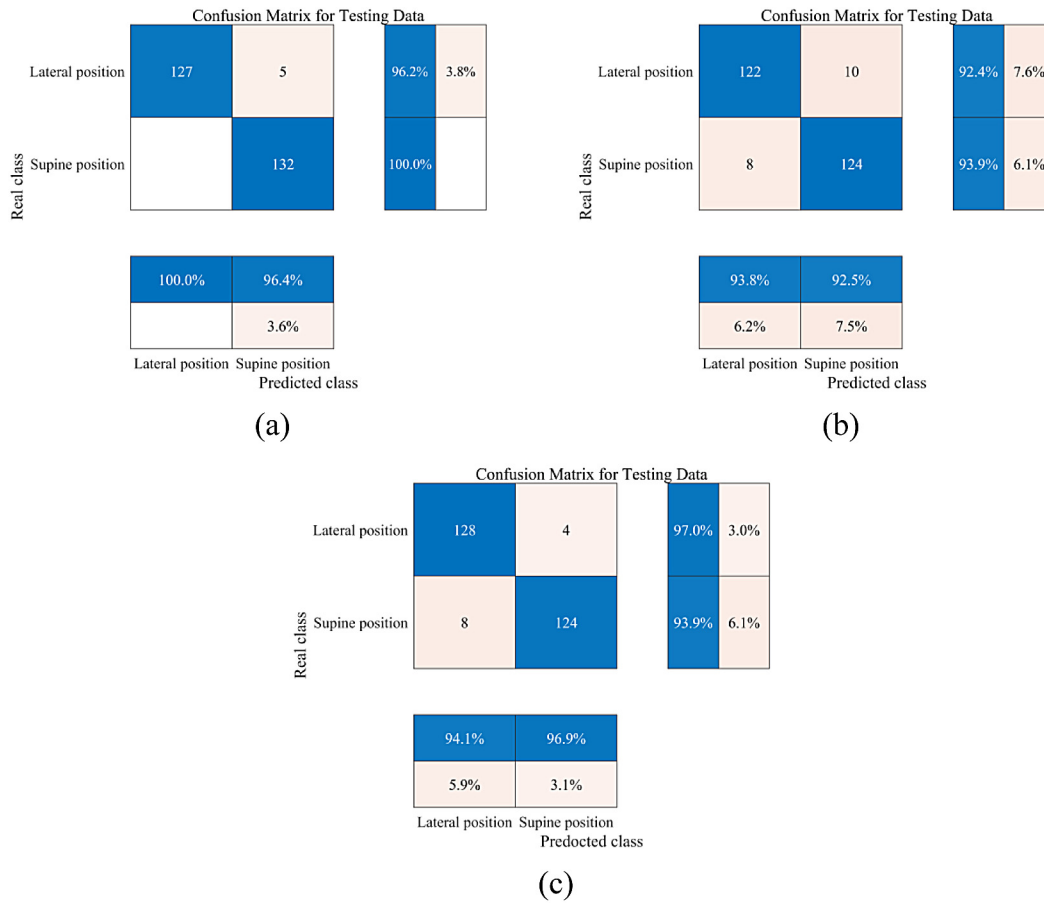 Confusion Matrix for Testing Data
Lateral position 127 5 96.2% 3.8%
Supine position 132 100.0%
Real class
100.0% 96.4%
3.6%
Lateral position Supine position
Predicted class
(a)
Confusion Matrix for Testing Data
Lateral position 122 10 92.4% 7.6%
Supine position 8 124 93.9% 6.1%
Real class
93.8% 92.5%
6.2% 7.5%
Lateral position Supine position
Predicted class
(b)
Confusion Matrix for Testing Data
Lateral position 128 4 97.0% 3.0%
Supine position 8 124 93.9% 6.1%
Real class
94.1% 96.9%
5.9% 3.1%
Lateral position Supine position
Predocted class
(c)